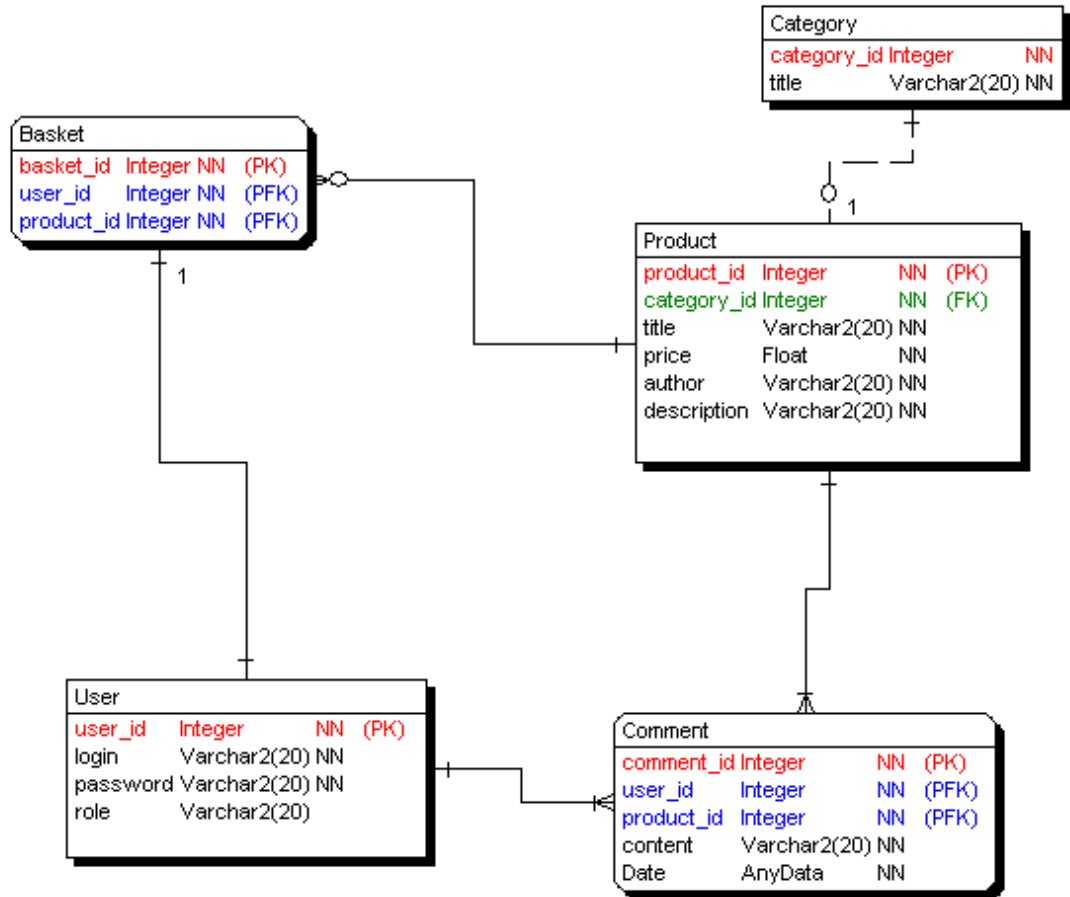 Category
category_id Integer NN
title Varchar2(20) NN
Basket
basket_id Integer NN (PK)
user_id Integer NN (PFK)
product_id Integer NN (PFK)
1
1
Product
product_id Integer NN (PK)
category_id Integer NN (FK)
title Varchar2(20) NN
price Float NN
author Varchar2(20) NN
description Varchar2(20) NN
User
user_id Integer NN (PK)
login Varchar2(20) NN
password Varchar2(20) NN
role Varchar2(20)
Comment
comment_id Integer NN (PK)
user_id Integer NN (PFK)
product_id Integer NN (PFK)
content Varchar2(20) NN
Date AnyData NN